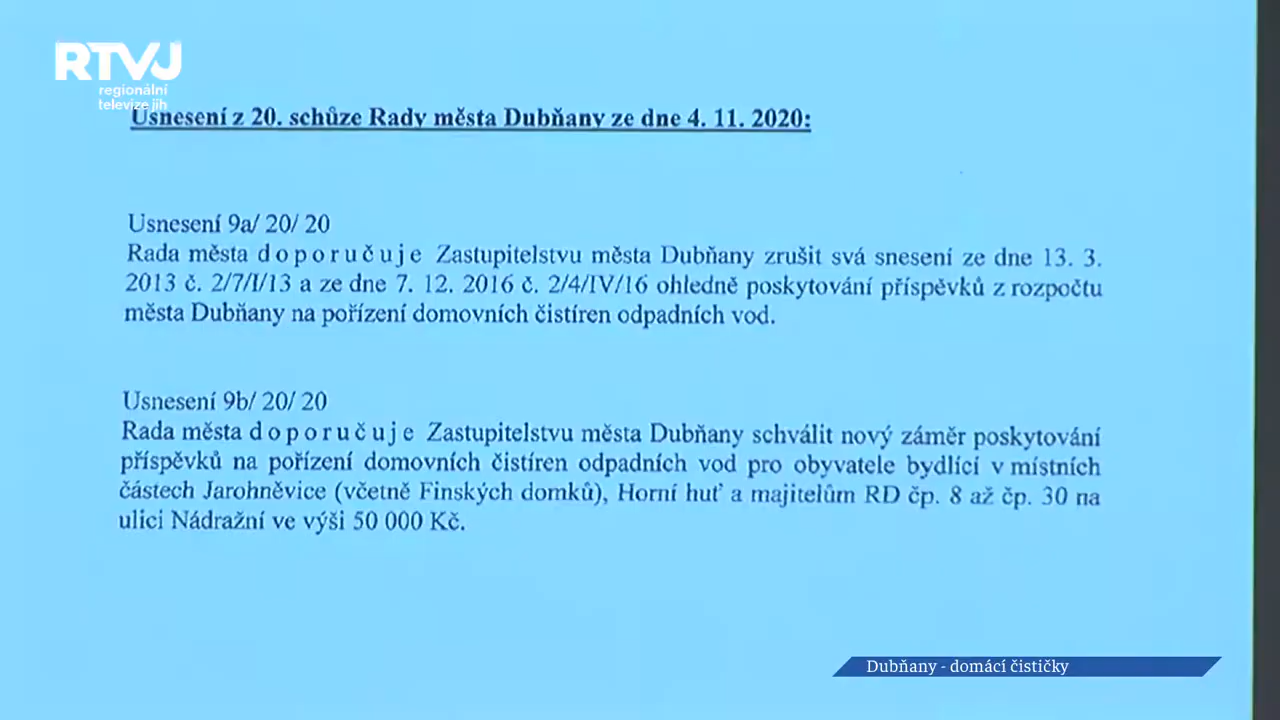 RTVJ
regionální
televize jih
Usnesení z 20. schůze Rady města Dubňany ze dne 4. 11. 2020:
Usnesení 9a/ 20/ 20
Rada města d o p o r u č u j e Zastupitelstvu města Dubňany zrušit svá snesení ze dne 13. 3.
2013 č. 2/7/I/13 a ze dne 7. 12. 2016 č. 2/4/IV/16 ohledně poskytování příspěvků z rozpočtu
města Dubňany na pořízení domovních čistíren odpadních vod.
Usnesení 9b/ 20/ 20
Rada města d o p o r u č u j e Zastupitelstvu města Dubňany schválit nový záměr poskytování
příspěvků na pořízení domovních čistíren odpadních vod pro obyvatele bydlící v místních
částech Jarohněvice (včetně Finských domků), Horní huť a majitelům RD čp. 8 až čp. 30 na
ulici Nádražní ve výši 50 000 Kč.
Dubňany - domácí čističky